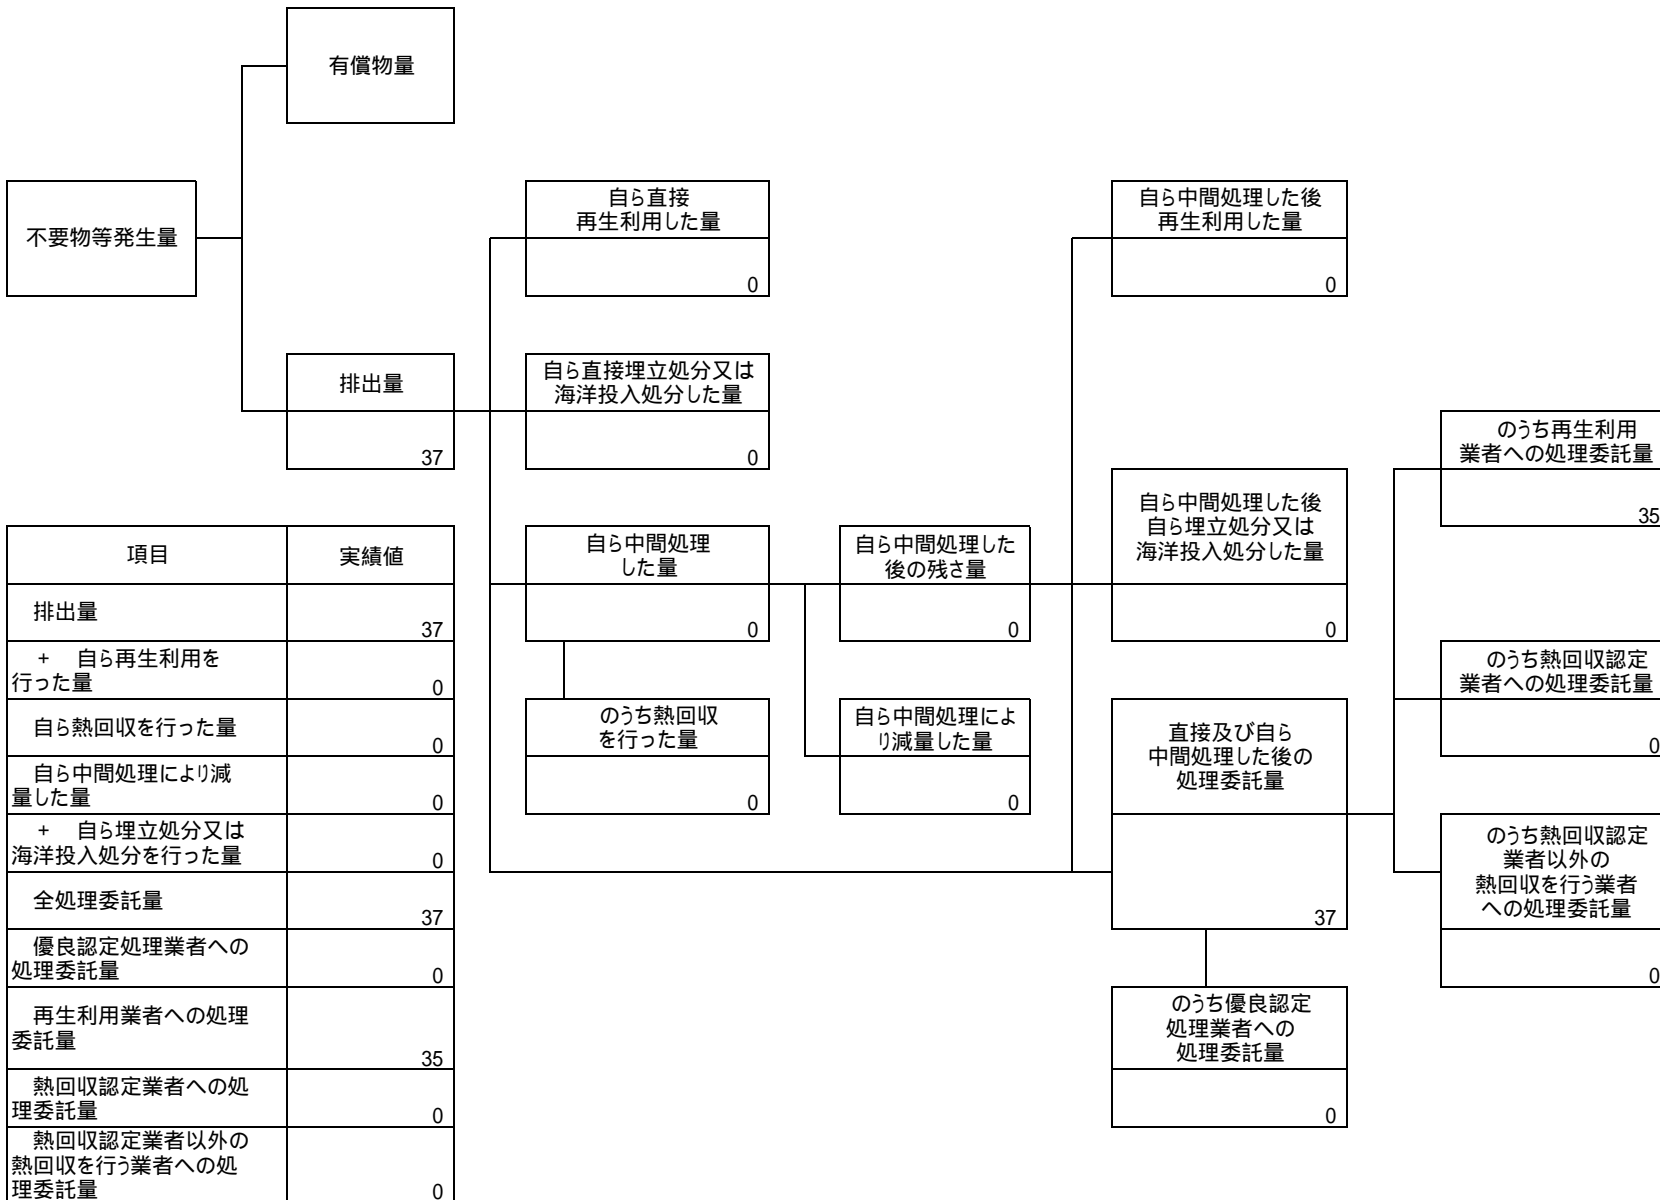 有償物量
不要物等発生量
自ら直接
再生利用した量
0
自ら中間処理した後
再生利用した量
0
排出量
37
自ら直接埋立処分又は
海洋投入処分した量
0
のうち再生利用
業者への処理委託量
35
自ら中間処理した後
自ら埋立処分又は
海洋投入処分した量
0
自ら中間処理
した量
0
自ら中間処理した
後の残さ量
0
のうち熱回収認定
業者への処理委託量
0
のうち熱回収
を行った量
0
自ら中間処理によ
り減量した量
0
直接及び自ら
中間処理した後の
処理委託量
37
のうち熱回収認定
業者以外の
熱回収を行う業者
への処理委託量
0
のうち優良認定
処理業者への
処理委託量
0
項目 実績値
排出量
37
+ 自ら再生利用を
行った量
0
自ら熱回収を行った量
0
自ら中間処理により減
量した量
0
+ 自ら埋立処分又は
海洋投入処分を行った量
0
全処理委託量
37
優良認定処理業者への
処理委託量
0
再生利用業者への処理
委託量
35
熱回収認定業者への処
理委託量
0
熱回収認定業者以外の
熱回収を行う業者への処
理委託量
0